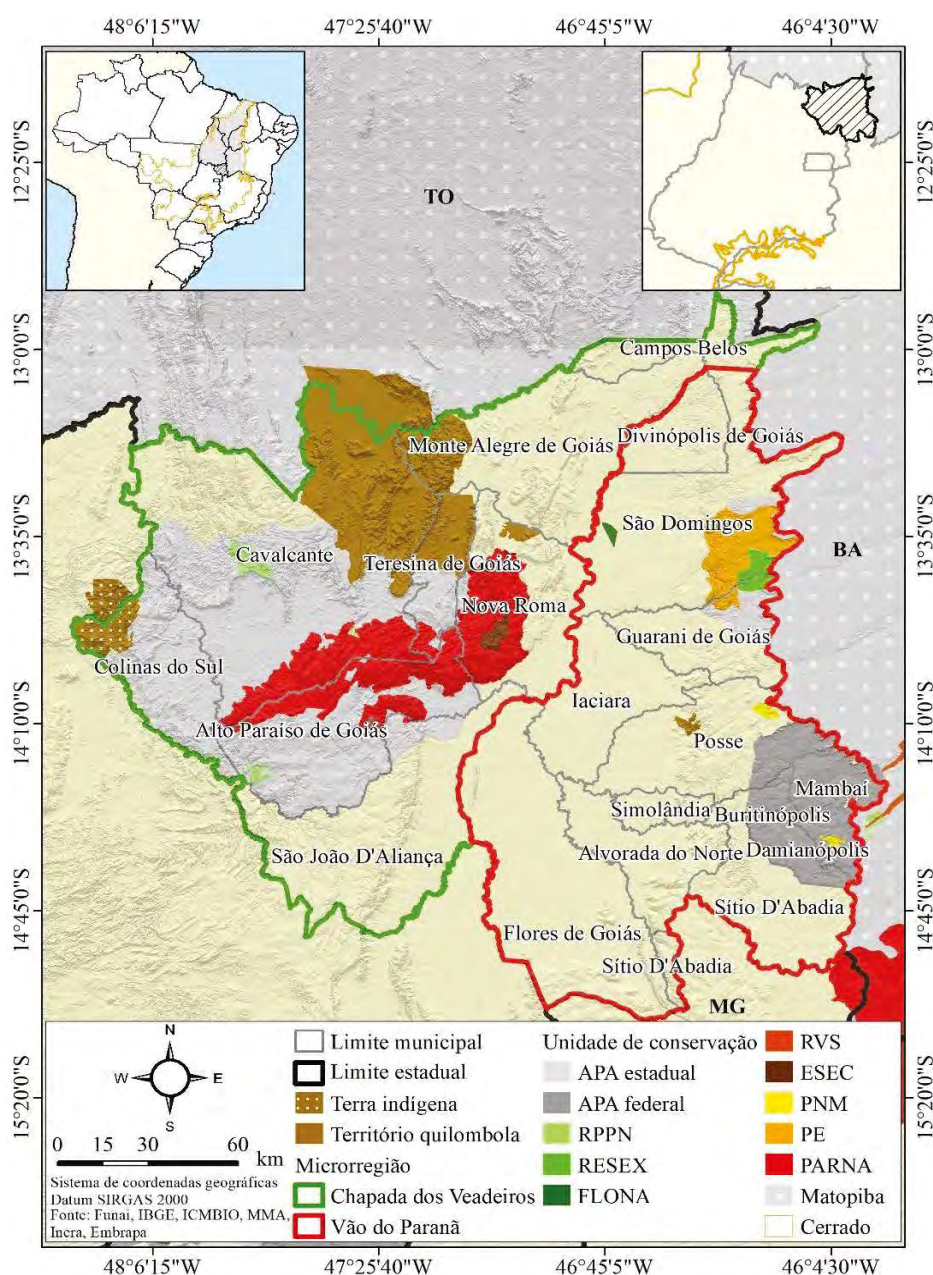 48°6'15"W 47°25'40"W 46°45'5"W 46°4'30"W
12°25'0"S
12°25'0"S
TO
13°0'0"S
13°0'0"S
Campos Belos
Monte Alegre de Goiás
Divinópolis de Goiás
São Domingos
13°35'0"S
13°35'0"S
BA
Cavalcante
Teresina de Goiás
Nova Roma
Guarani de Goiás
Colinas do Sul
Iaciara
14°10'0"S
14°10'0"S
Alto Paraíso de Goiás
Posse
Mambaí
Simolândia
Buritinópolis
São João D'Aliança
Alvorada do Norte
Damianópolis
14°45'0"S
14°45'0"S
Sítio D'Abadia
Flores de Goiás
Sítio D'Abadia
MG
15°20'0"S
15°20'0"S
N
W E
S
0 15 30 60
km
Sistema de coordenadas geográficas
Datum SIRGAS 2000
Fonte: Funai, IBGE, ICMBIO, MMA,
Incra, Embrapa
Limite municipal
Limite estadual
Terra indígena
Território quilombola
Microrregião
Chapada dos Veadeiros
Vão do Paranã
Unidade de conservação
APA estadual
APA federal
RPPN
RESEX
FLONA
RVS
ESEC
PNM
PE
PARNA
Matopiba
Cerrado
48°6'15"W 47°25'40"W 46°45'5"W 46°4'30"W